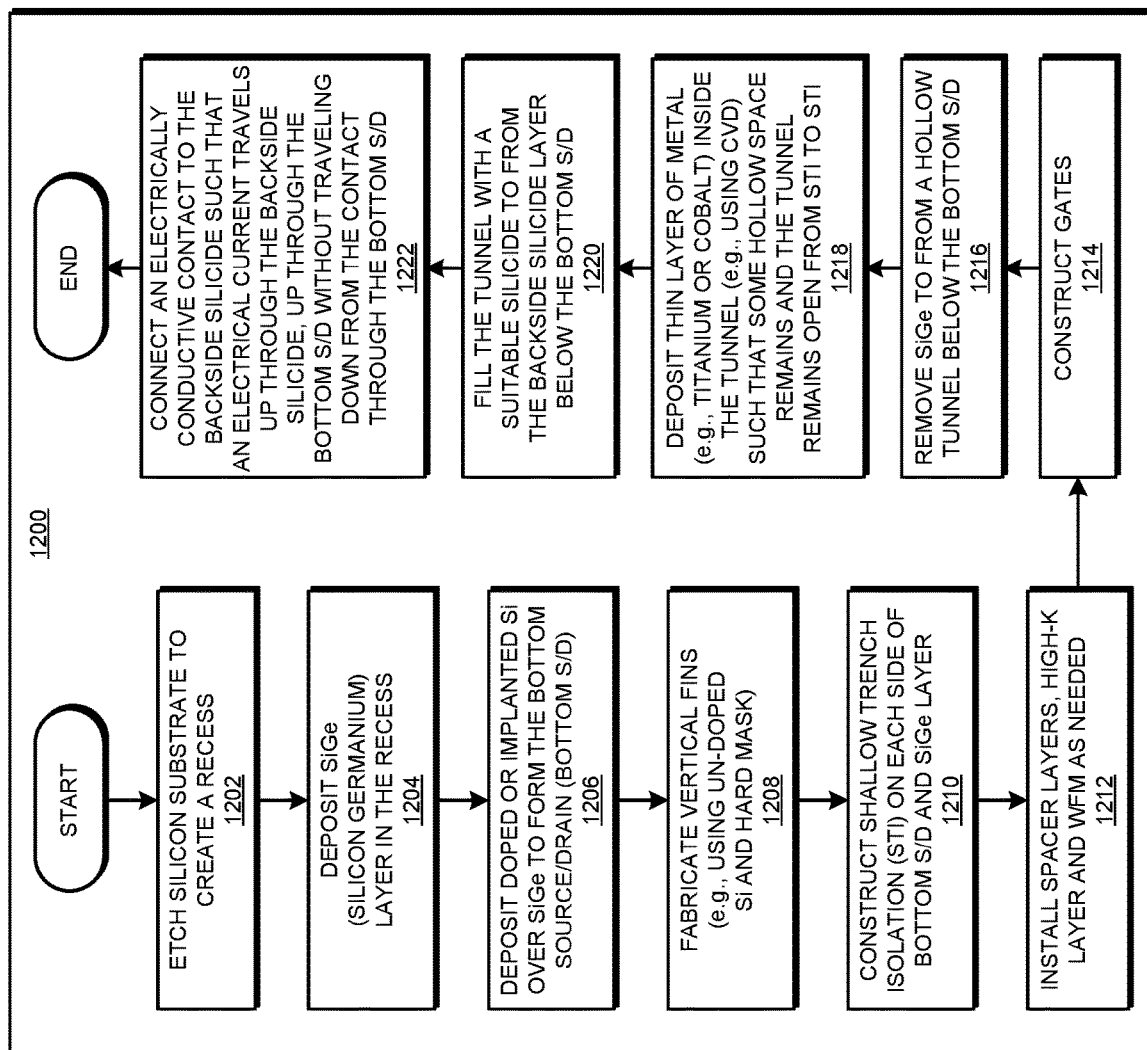 1200
START
ETCH SILICON SUBSTRATE TO
CREATE A RECESS
1202
DEPOSIT SiGe
(SILICON GERMANIUM)
LAYER IN THE RECESS
1204
DEPOSIT DOPED OR IMPLANTED Si
OVER SiGe TO FORM THE BOTTOM
SOURCE/DRAIN (BOTTOM S/D)
1206
FABRICATE VERTICAL FINS
(e.g., USING UN-DOPED
Si AND HARD MASK)
1208
CONSTRUCT SHALLOW TRENCH
ISOLATION (STI) ON EACH SIDE OF
BOTTOM S/D AND SiGe LAYER
1210
INSTALL SPACER LAYERS, HIGH-K
LAYER AND WFM AS NEEDED
1212
CONSTRUCT GATES
1214
REMOVE SiGe TO FROM A HOLLOW
TUNNEL BELOW THE BOTTOM S/D
1216
DEPOSIT THIN LAYER OF METAL
(e.g., TITANIUM OR COBALT) INSIDE
THE TUNNEL (e.g., USING CVD)
SUCH THAT SOME HOLLOW SPACE
REMAINS AND THE TUNNEL
REMAINS OPEN FROM STI TO STI
1218
FILL THE TUNNEL WITH A
SUITABLE SILICIDE TO FROM
THE BACKSIDE SILICIDE LAYER
BELOW THE BOTTOM S/D
1220
CONNECT AN ELECTRICALLY
CONDUCTIVE CONTACT TO THE
BACKSIDE SILICIDE SUCH THAT
AN ELECTRICAL CURRENT TRAVELS
UP THROUGH THE BACKSIDE
SILICIDE, UP THROUGH THE
BOTTOM S/D WITHOUT TRAVELING
DOWN FROM THE CONTACT
THROUGH THE BOTTOM S/D
1222
END